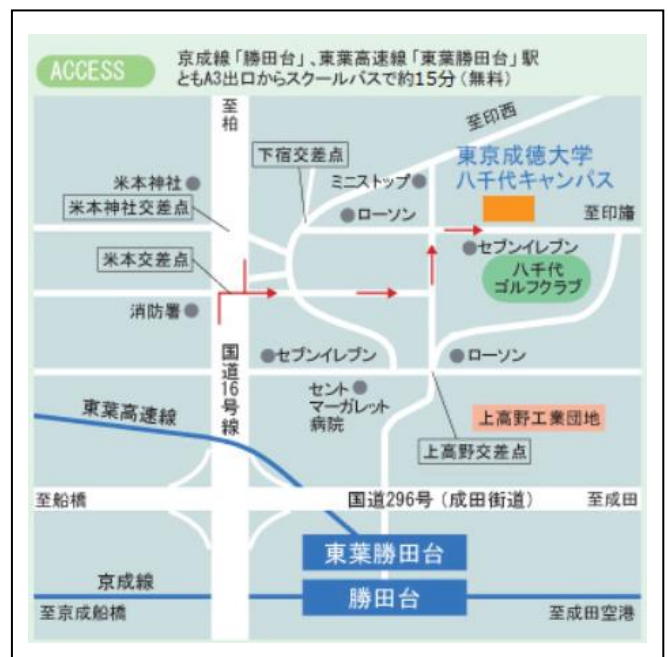 ACCESS
京成線「勝田台」、東葉高速線「東葉勝田台」駅
ともA3出口からスクールバスで約15分(無料)
至柏
至印西
下宿交差点
東京成徳大学
八千代キャンパス
米本神社
ミニストップ
米本神社交差点
ローソン
至印旛
米本交差点
セブンイレブン
八千代
ゴルフクラブ
消防署
国道16号線
セブンイレブン
ローソン
東葉高速線
セント
マーガレット
病院
上高野工業団地
上高野交差点
至船橋
国道296号(成田街道)
至成田
東葉勝田台
京成線
勝田台
至京成船橋
至成田空港